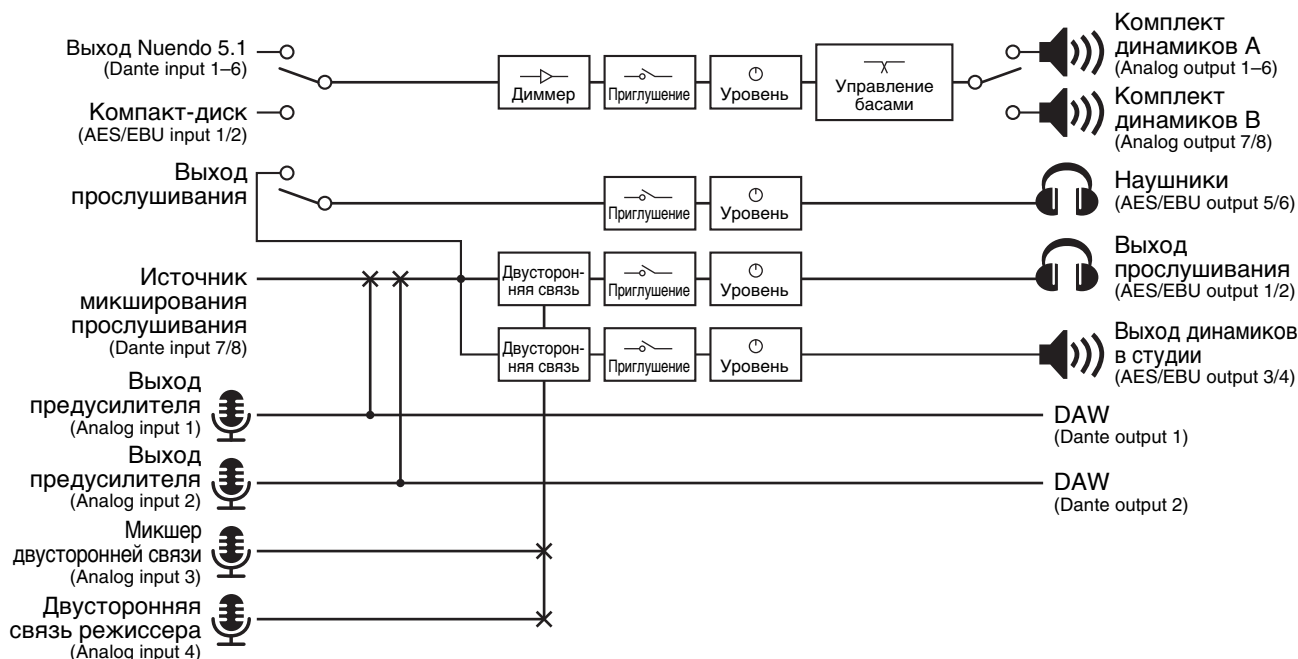 Выход Nuendo 5.1
(Dante input 1–6)
Компакт-диск
(AES/EBU input 1/2)
Диммер
Приглушение
Уровень
Управление
басами
Комплект
динамиков A
(Analog output 1–6)
Комплект
динамиков B
(Analog output 7/8)
Выход
прослушивания
Приглушение
Уровень
Наушники
(AES/EBU output 5/6)
Источник
микширования
прослушивания
(Dante input 7/8)
Двусторон-
няя связь
Приглушение
Уровень
Выход
прослушивания
(AES/EBU output 1/2)
Двусторон-
няя связь
Приглушение
Уровень
Выход динамиков
в студии
(AES/EBU output 3/4)
Выход
предусилителя
(Analog input 1)
DAW
(Dante output 1)
Выход
предусилителя
(Analog input 2)
DAW
(Dante output 2)
Микшер
двусторонней связи
(Analog input 3)
Двусторонняя
связь режиссера
(Analog input 4)